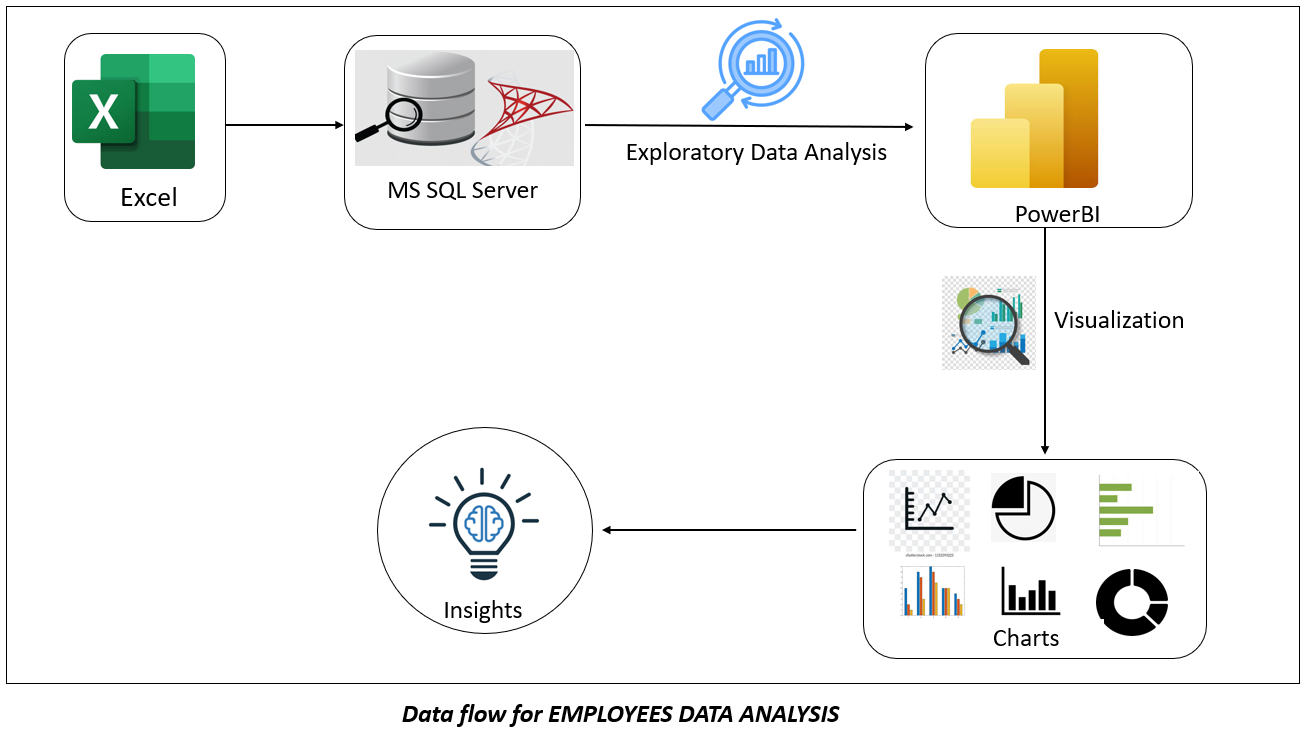 X
Excel
MS SQL Server
Exploratory Data Analysis
PowerBI
Visualization
Charts
Insights
Data flow for EMPLOYEES DATA ANALYSIS